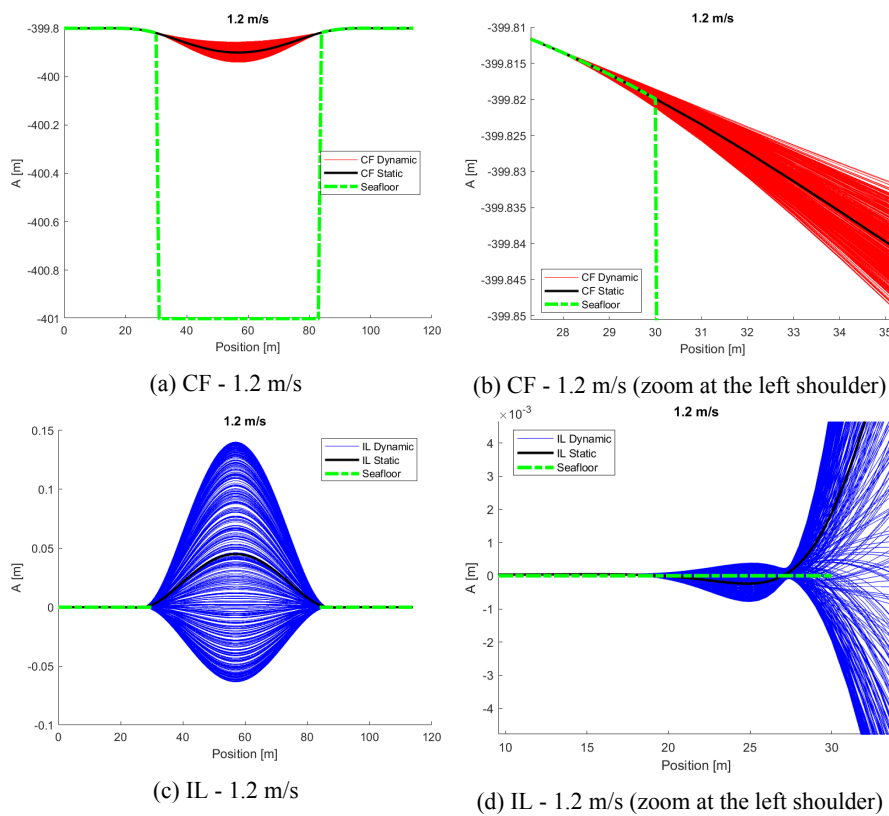 1.2 m/s
-399.8
-400
-400.2
-400.4
-400.6
-400.8
-401
A [m]
CF Dynamic
CF Static
Seafloor
0 20 40 60 80 100 120
Position [m]
(a) CF - 1.2 m/s
1.2 m/s
-399.81
-399.815
-399.82
-399.825
-399.83
-399.835
-399.84
-399.845
-399.85
A [m]
CF Dynamic
CF Static
Seafloor
28 29 30 31 32 33 34 35
Position [m]
(b) CF - 1.2 m/s (zoom at the left shoulder)
1.2 m/s
0.15
0.1
0.05
0
-0.05
-0.1
A [m]
IL Dynamic
IL Static
Seafloor
0 20 40 60 80 100 120
Position [m]
(c) IL - 1.2 m/s
×10⁻³
1.2 m/s
4
3
2
1
0
-1
-2
-3
-4
A [m]
IL Dynamic
IL Static
Seafloor
10 15 20 25 30
Position [m]
(d) IL - 1.2 m/s (zoom at the left shoulder)